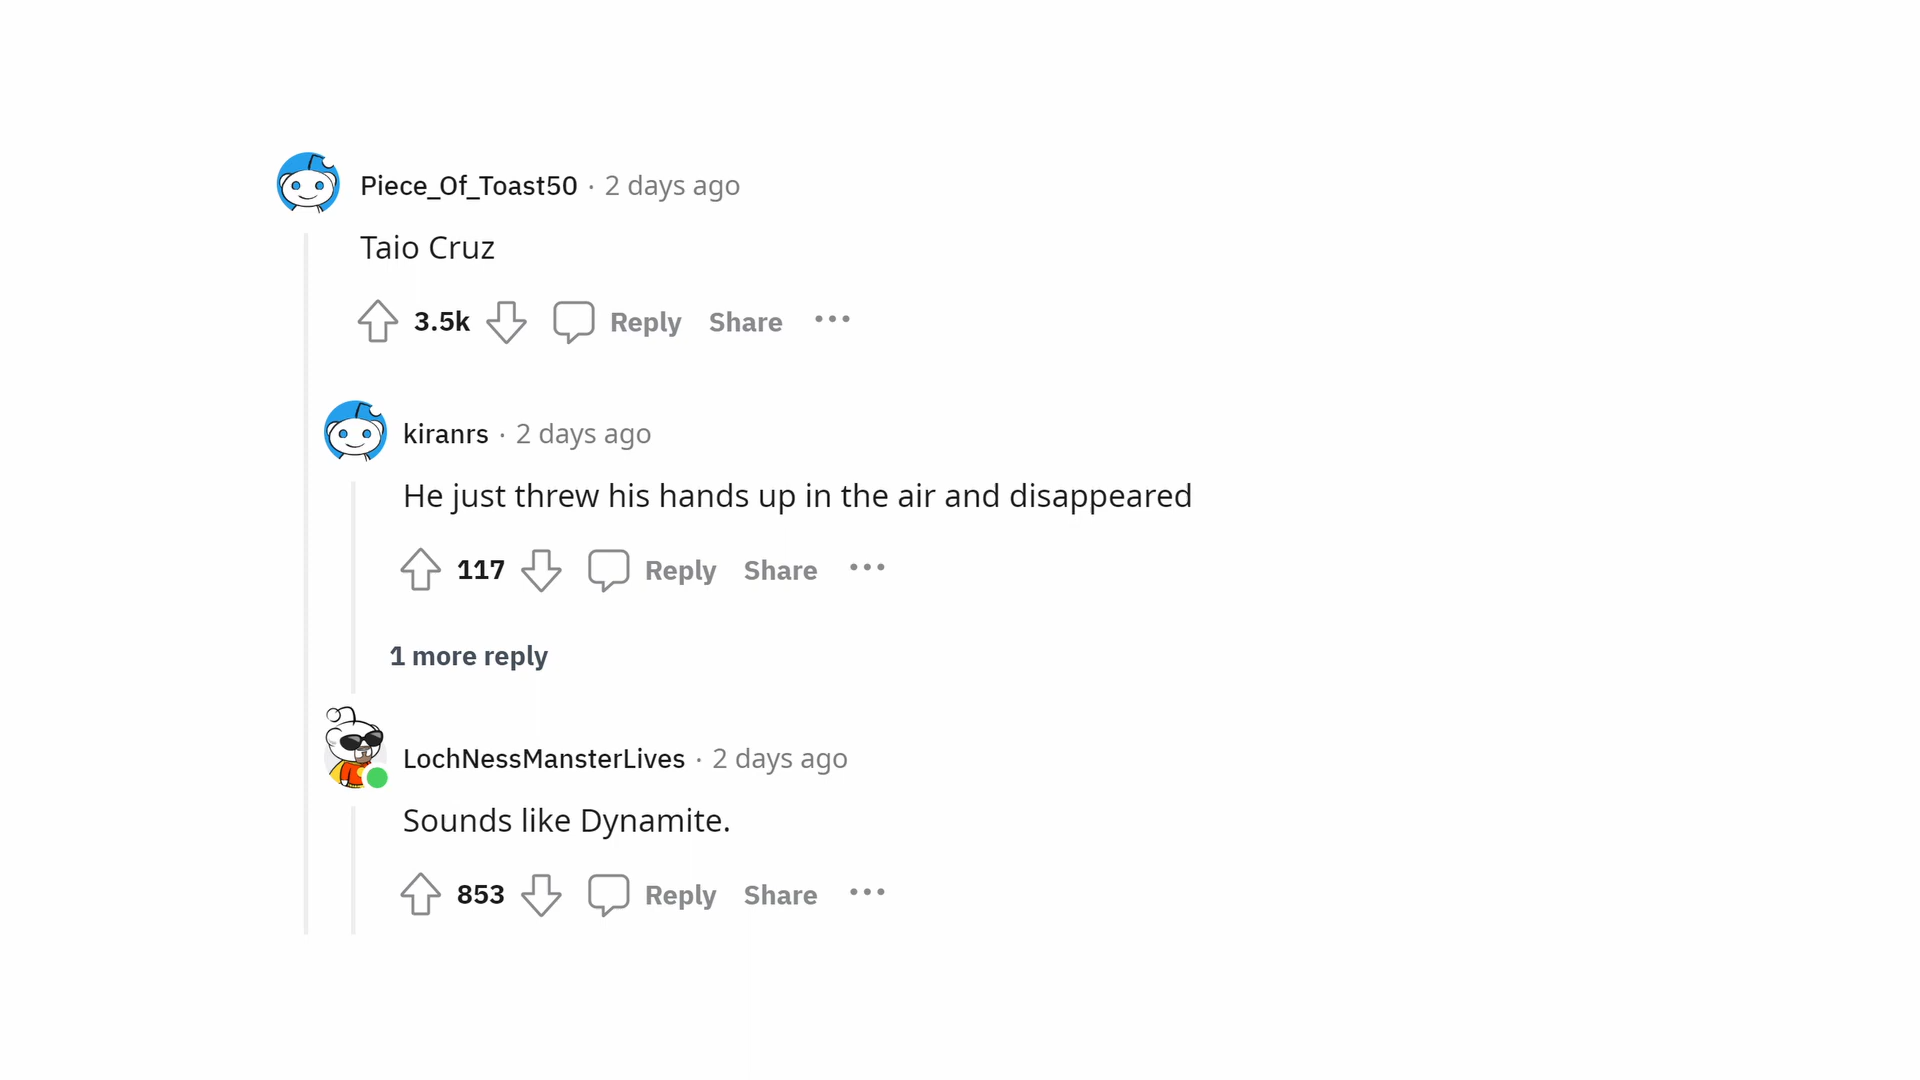 Piece_Of_Toast50 · 2 days ago
Taio Cruz
3.5k Reply Share ···
kiranrs · 2 days ago
He just threw his hands up in the air and disappeared
117 Reply Share ···
1 more reply
LochNessMansterLives · 2 days ago
Sounds like Dynamite.
853 Reply Share ···